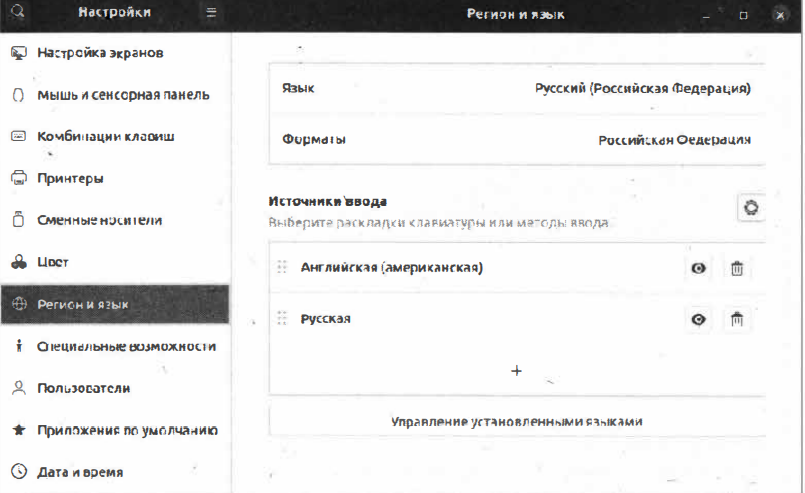 Настройки
Регион и язык
Настройка экранов
Мышь и сенсорная панель
Комбинации клавиш
Принтеры
Сменные носители
Цвет
Регион и язык
Специальные возможности
Пользователи
Приложения по умолчанию
Дата и время
Язык
Русский (Российская Федерация)
Форматы
Российская Федерация
Источники ввода
Выберите раскладки клавиатуры или методы ввода.
Английская (американская)
Русская
+
Управление установленными языками